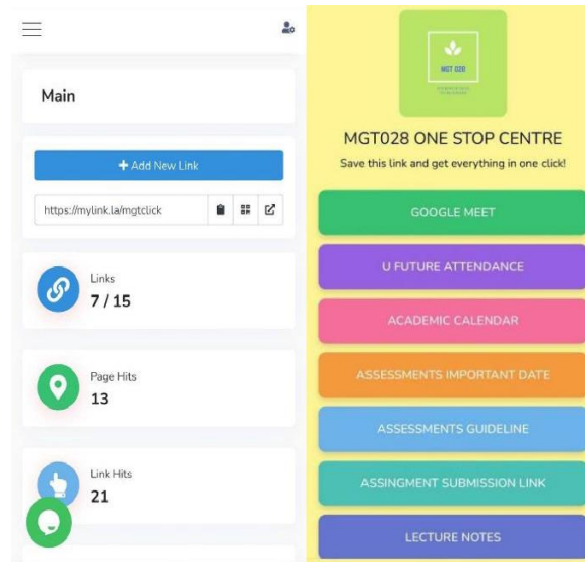 Main
+ Add New Link
https://mylink.la/mgtclick
Links
7 / 15
Page Hits
13
Link Hits
21
MGT 028
MGT028 ONE STOP CENTRE
Save this link and get everything in one click!
GOOGLE MEET
U FUTURE ATTENDANCE
ACADEMIC CALENDAR
ASSESSMENTS IMPORTANT DATE
ASSESSMENTS GUIDELINE
ASSINGMENT SUBMISSION LINK
LECTURE NOTES